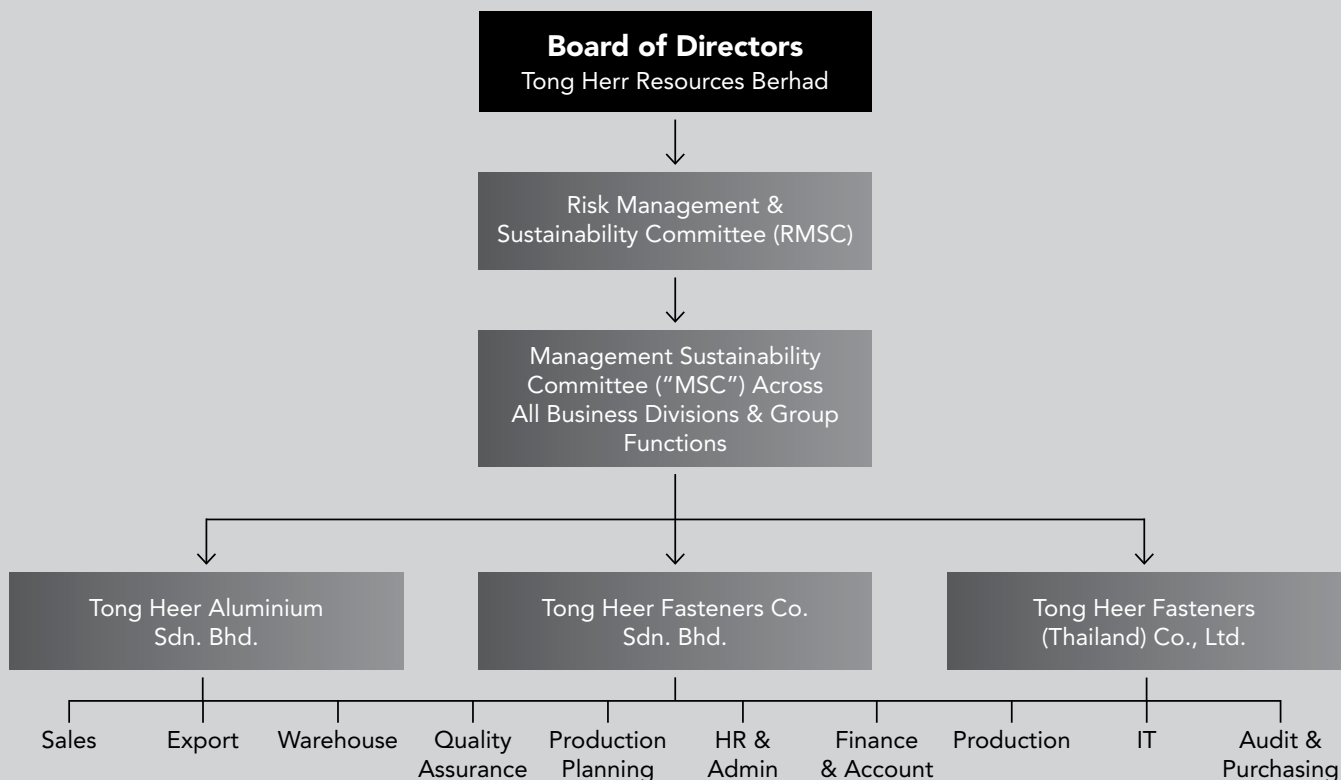 Board of Directors
Tong Herr Resources Berhad
Risk Management &
Sustainability Committee (RMSC)
Management Sustainability
Committee (“MSC”) Across
All Business Divisions & Group
Functions
Tong Heer Aluminium
Sdn. Bhd.
Tong Heer Fasteners Co.
Sdn. Bhd.
Tong Heer Fasteners
(Thailand) Co., Ltd.
Sales
Export
Warehouse
Quality
Assurance
Production
Planning
HR &
Admin
Finance
& Account
Production
IT
Audit &
Purchasing